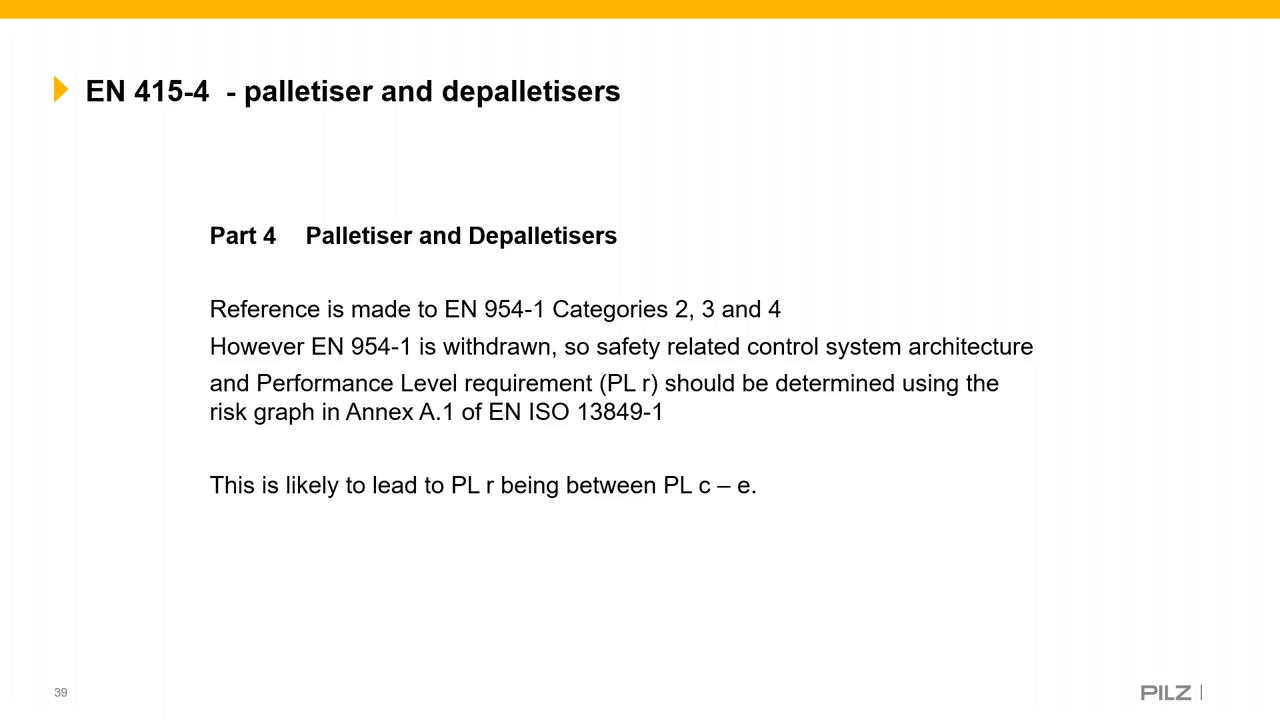 EN 415-4 - palletiser and depalletisers
Part 4 Palletiser and Depalletisers
Reference is made to EN 954-1 Categories 2, 3 and 4
However EN 954-1 is withdrawn, so safety related control system architecture
and Performance Level requirement (PL r) should be determined using the
risk graph in Annex A.1 of EN ISO 13849-1
This is likely to lead to PL r being between PL c – e.
39
PILZ